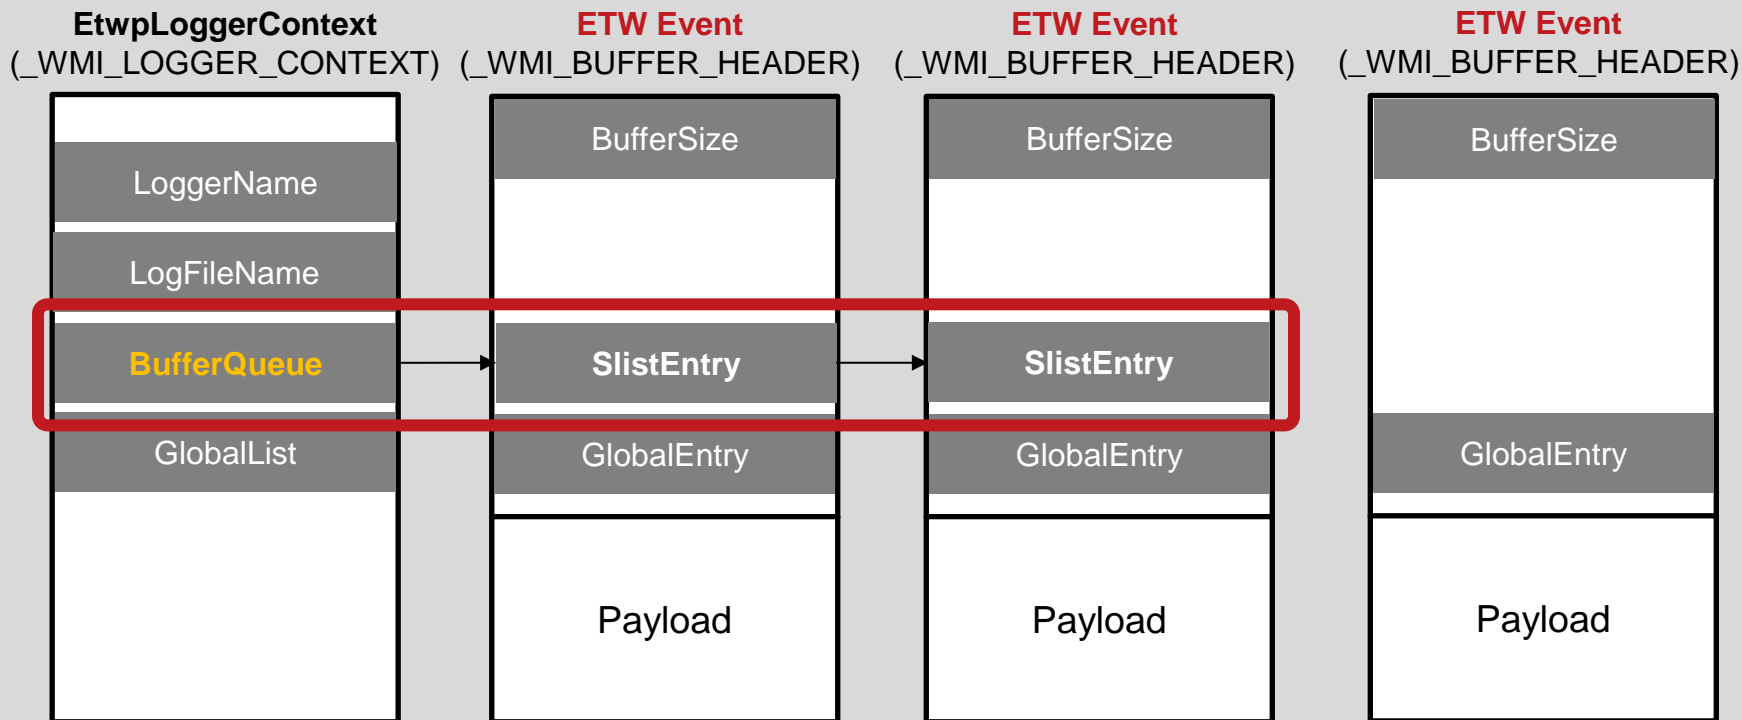 EtwpLoggerContext
(_WMI_LOGGER_CONTEXT)
LoggerName
LogFileName
BufferQueue
GlobalList
ETW Event
(_WMI_BUFFER_HEADER)
BufferSize
SlistEntry
GlobalEntry
Payload
ETW Event
(_WMI_BUFFER_HEADER)
BufferSize
SlistEntry
GlobalEntry
Payload
ETW Event
(_WMI_BUFFER_HEADER)
BufferSize
GlobalEntry
Payload